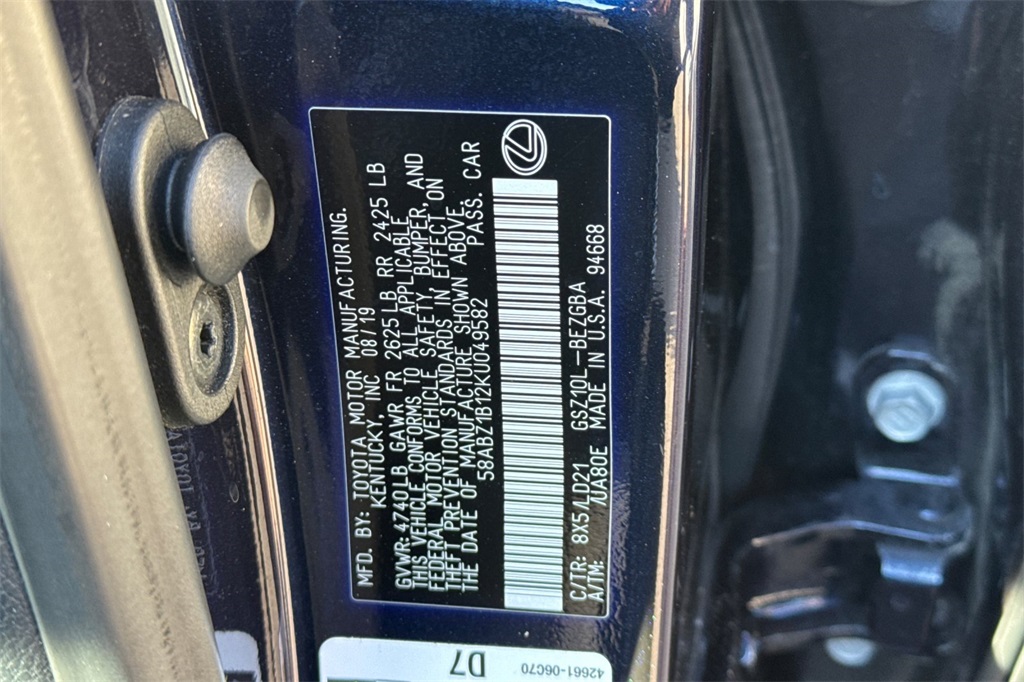 MFD. BY: TOYOTA MOTOR MANUFACTURING.
KENTUCKY, INC 08/19
GVWR: 4740LB GAWR FR 2625LB RR 2425 LB
THIS VEHICLE CONFORMS TO ALL APPLICABLE
FEDERAL MOTOR VEHICLE SAFETY, BUMPER, AND
THEFT PREVENTION STANDARDS IN EFFECT ON
THE DATE OF MANUFACTURE SHOWN ABOVE.
58ABZ1B12KU049582 PASS. CAR
C/TR: 8X5/LD21 GSZ10L-BEZGBA
A/TM: /UA80E MADE IN U.S.A. 94668
D7
42661-06C70